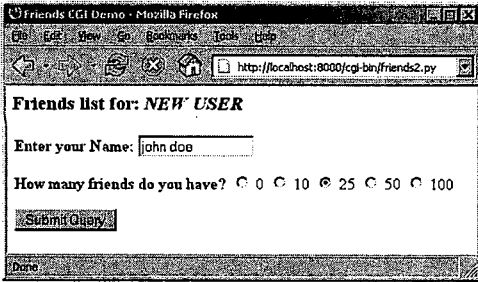 Friends CGI Demo - Mozilla Firefox
File Edit View Go Bookmarks Tools Help
http://localhost:8000/cgi-bin/friends2.py
Friends list for: NEW USER
Enter your Name: john doe
How many friends do you have? 0 10 25 50 100
Submit Query
Done